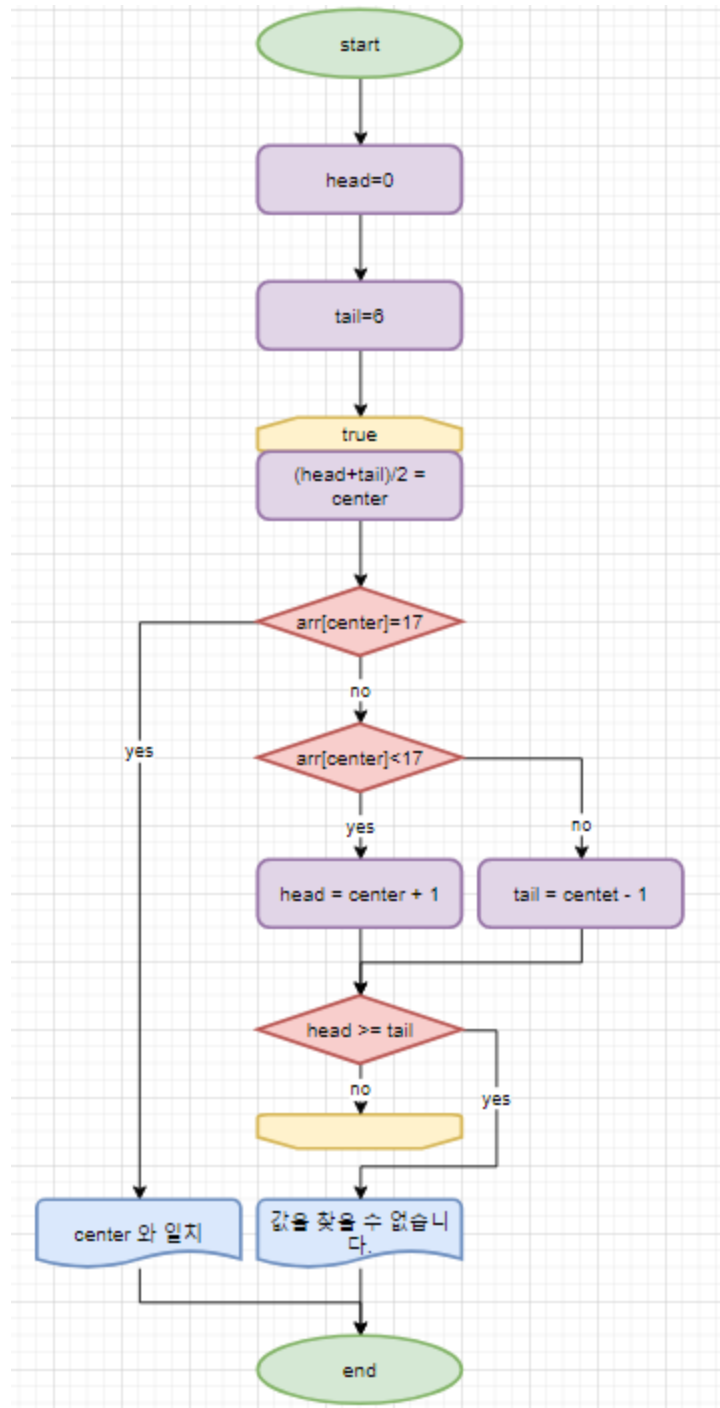 start
head=0
tail=6
true
(head+tail)/2 =
center
arr[center]=17
no
yes
arr[center]<17
yes
no
head = center + 1
tail = centet - 1
head >= tail
no
yes
center 와 일치
값을 찾을 수 없습니
다.
end